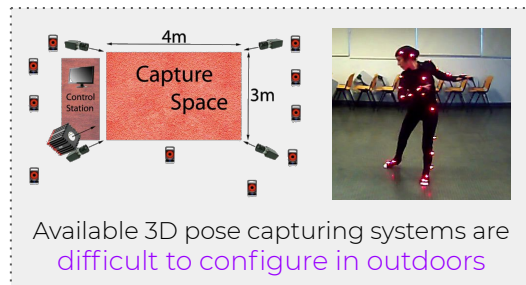 4m
Capture
Space
3m
Control
Station
Available 3D pose capturing systems are
difficult to configure in outdoors